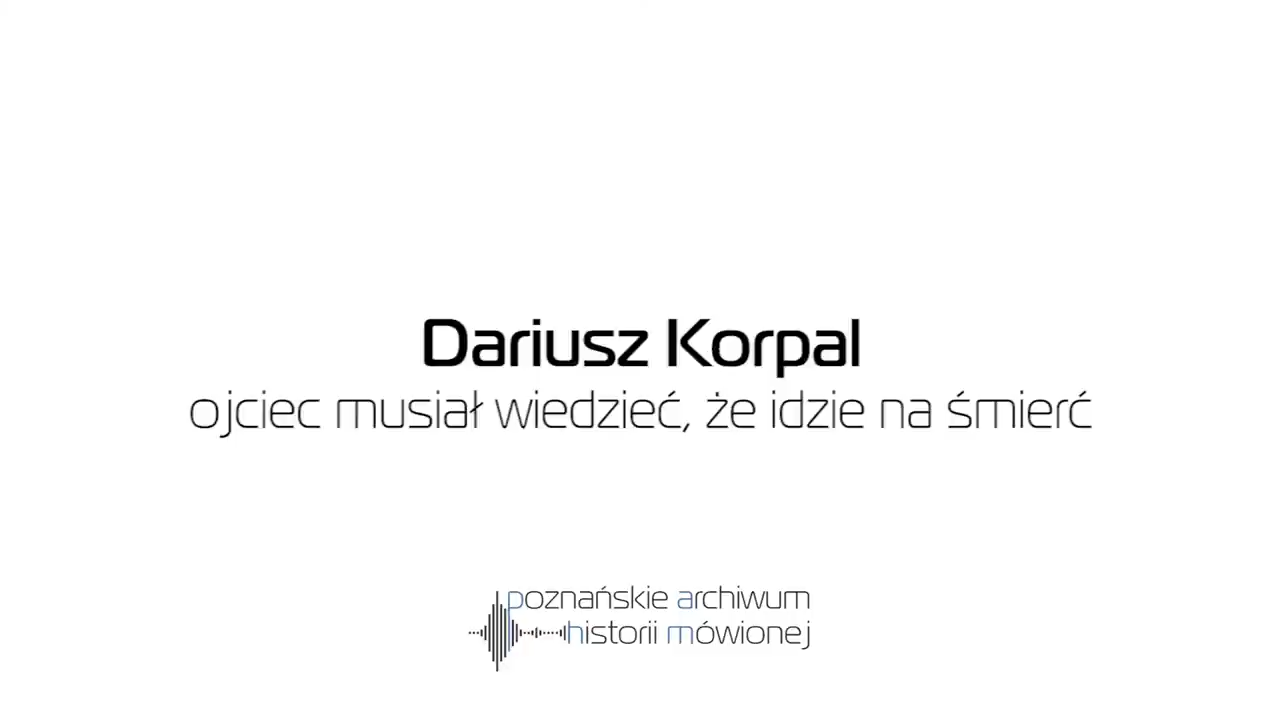 Dariusz Korpal
ojciec musiał wiedzieć, że idzie na śmierć
poznańskie archiwum
historii mówionej